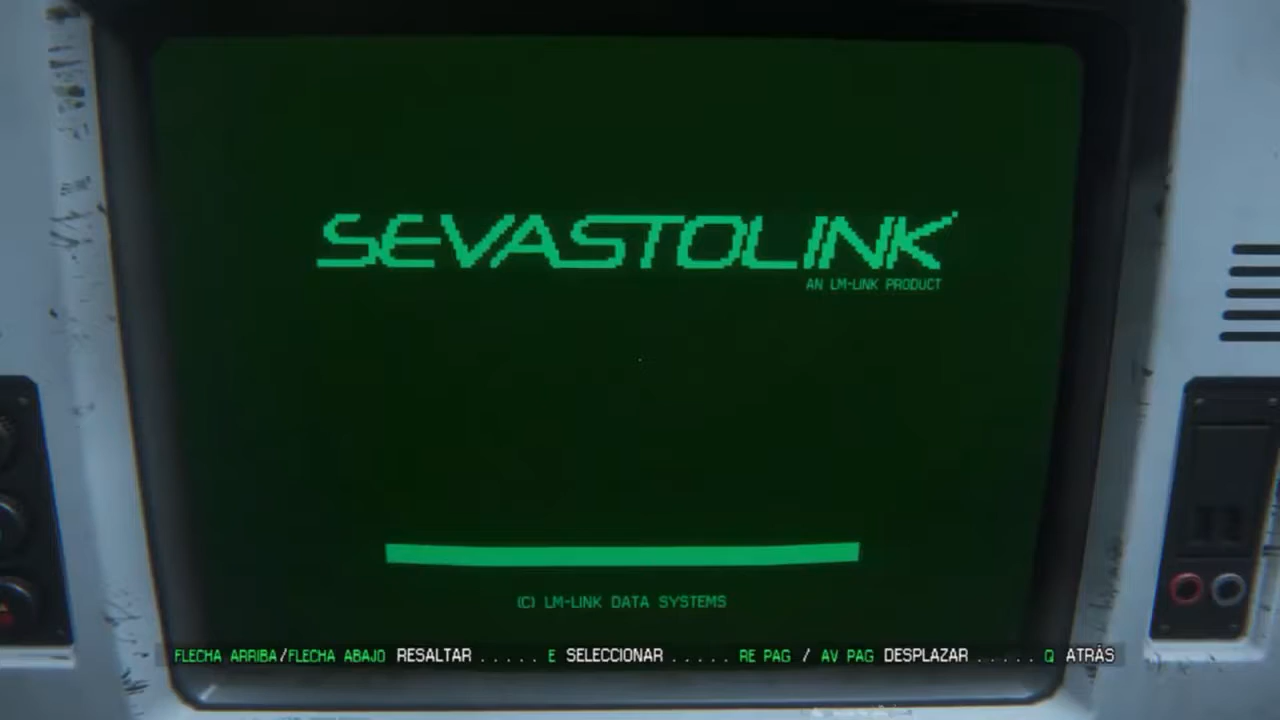 SEVASTOLINK
AN LM-LINK PRODUCT
(C) LM-LINK DATA SYSTEMS
FLECHA ARRIBA/FLECHA ABAJO RESALTAR ..... E SELECCIONAR ..... RE PAG / AV PAG DESPLAZAR ..... Q ATRÁS